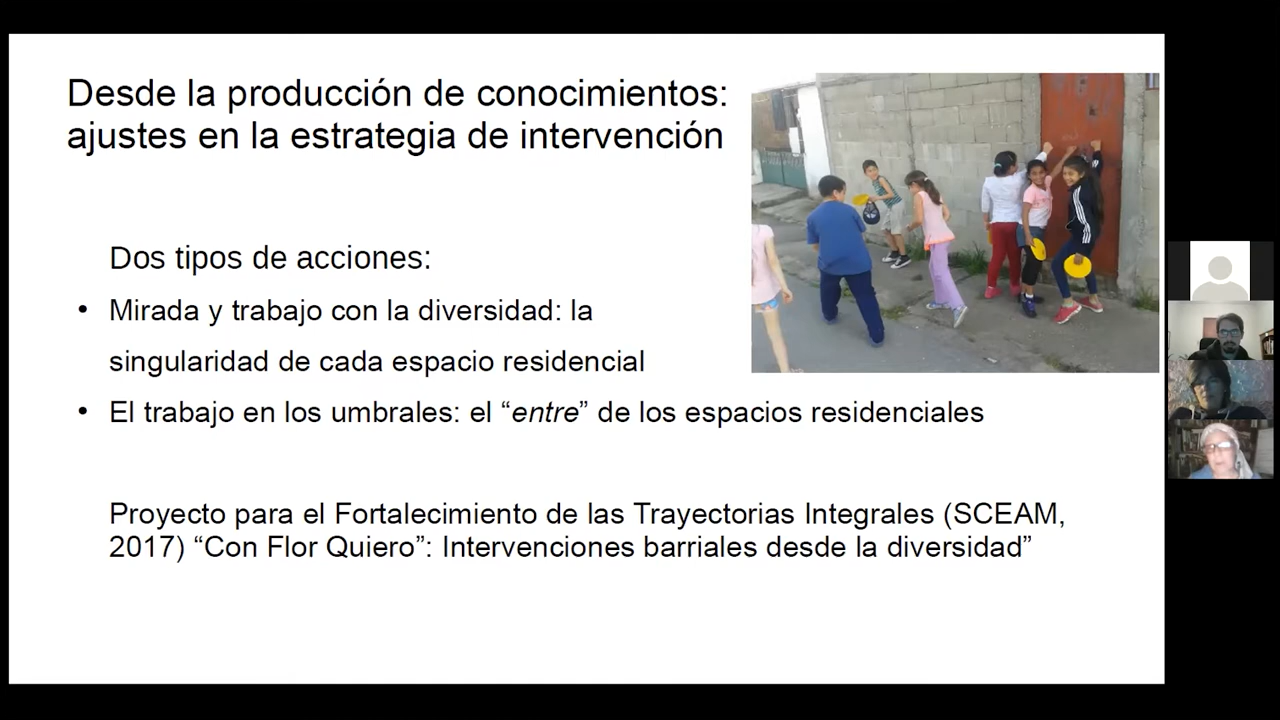 Desde la producción de conocimientos:
ajustes en la estrategia de intervención
Dos tipos de acciones:
• Mirada y trabajo con la diversidad: la
singularidad de cada espacio residencial
• El trabajo en los umbrales: el “entre” de los espacios residenciales
Proyecto para el Fortalecimiento de las Trayectorias Integrales (SCEAM,
2017) “Con Flor Quiero”: Intervenciones barriales desde la diversidad”